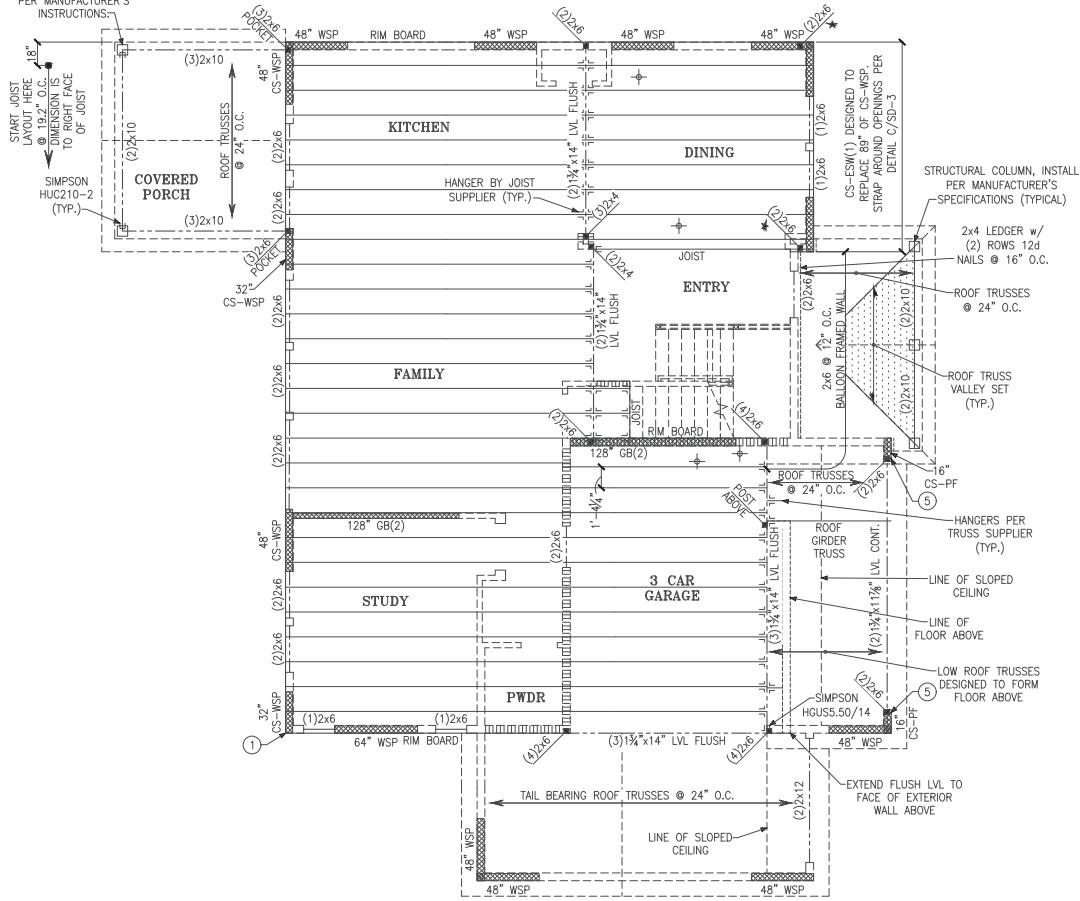 PER MANUFACTURER'S
INSTRUCTIONS.
(3)2x6
POCKET
48" WSP
RIM BOARD
48" WSP
(2)2x6
48" WSP
48" WSP
(2)2x6
18"
START JOIST
LAYOUT HERE
@ 19.2" O.C.
DIMENSION IS
TO RIGHT FACE
OF JOIST
(3)2x10
48"
CS-WSP
(2)2x10
ROOF TRUSSES
@ 24" O.C.
COVERED
PORCH
(3)2x10
SIMPSON
HUC210-2
(TYP.)
(2)2x6
(2)2x6
KITCHEN
(2)1¾"x14" LVL FLUSH
DINING
(1)2x6
(1)2x6
CS-ESW(1) DESIGNED TO
REPLACE 89" OF CS-WSP.
STRAP AROUND OPENINGS PER
DETAIL C/SD-3
HANGER BY JOIST
SUPPLIER (TYP.)
(3)2x4
STRUCTURAL COLUMN, INSTALL
PER MANUFACTURER'S
SPECIFICATIONS (TYPICAL)
2x4 LEDGER w/
(2) ROWS 12d
NAILS @ 16" O.C.
(3)2x6
POCKET
32"
CS-WSP
(2)2x4
JOIST
ENTRY
(2)2x6
ROOF TRUSSES
@ 24" O.C.
(2)2x10
(2)2x6
(2)1¾"x14"
LVL FLUSH
2x6 @ 12" O.C.
BALLOON FRAMED WALL
FAMILY
(2)2x6
ROOF TRUSS
VALLEY SET
(TYP.)
(2)2x10
JOIST
(2)2x6
(4)2x6
RIM BOARD
128" GB(2)
(2)2x6
1'-4¼"
POST
ABOVE
ROOF TRUSSES
@ 24" O.C.
(2)2x6
16"
CS-PF
5
HANGERS PER
TRUSS SUPPLIER
(TYP.)
128" GB(2)
48"
CS-WSP
(2)2x6
ROOF
GIRDER
TRUSS
LINE OF SLOPED
CEILING
(2)2x6
STUDY
3 CAR
GARAGE
(3)1¾"x14" LVL FLUSH
(2)1¾"x11⅞" LVL CONT.
LINE OF
FLOOR ABOVE
(2)2x6
LOW ROOF TRUSSES
DESIGNED TO FORM
FLOOR ABOVE
PWDR
SIMPSON
HGUS5.50/14
(2)2x6
5
16"
CS-PF
32"
CS-WSP
1
(1)2x6
64" WSP
RIM BOARD
(1)2x6
(4)2x6
(3)1¾"x14" LVL FLUSH
(4)2x6
48" WSP
EXTEND FLUSH LVL TO
FACE OF EXTERIOR
WALL ABOVE
TAIL BEARING ROOF TRUSSES @ 24" O.C.
(2)2x12
LINE OF SLOPED
CEILING
48" WSP
48" WSP
48" WSP